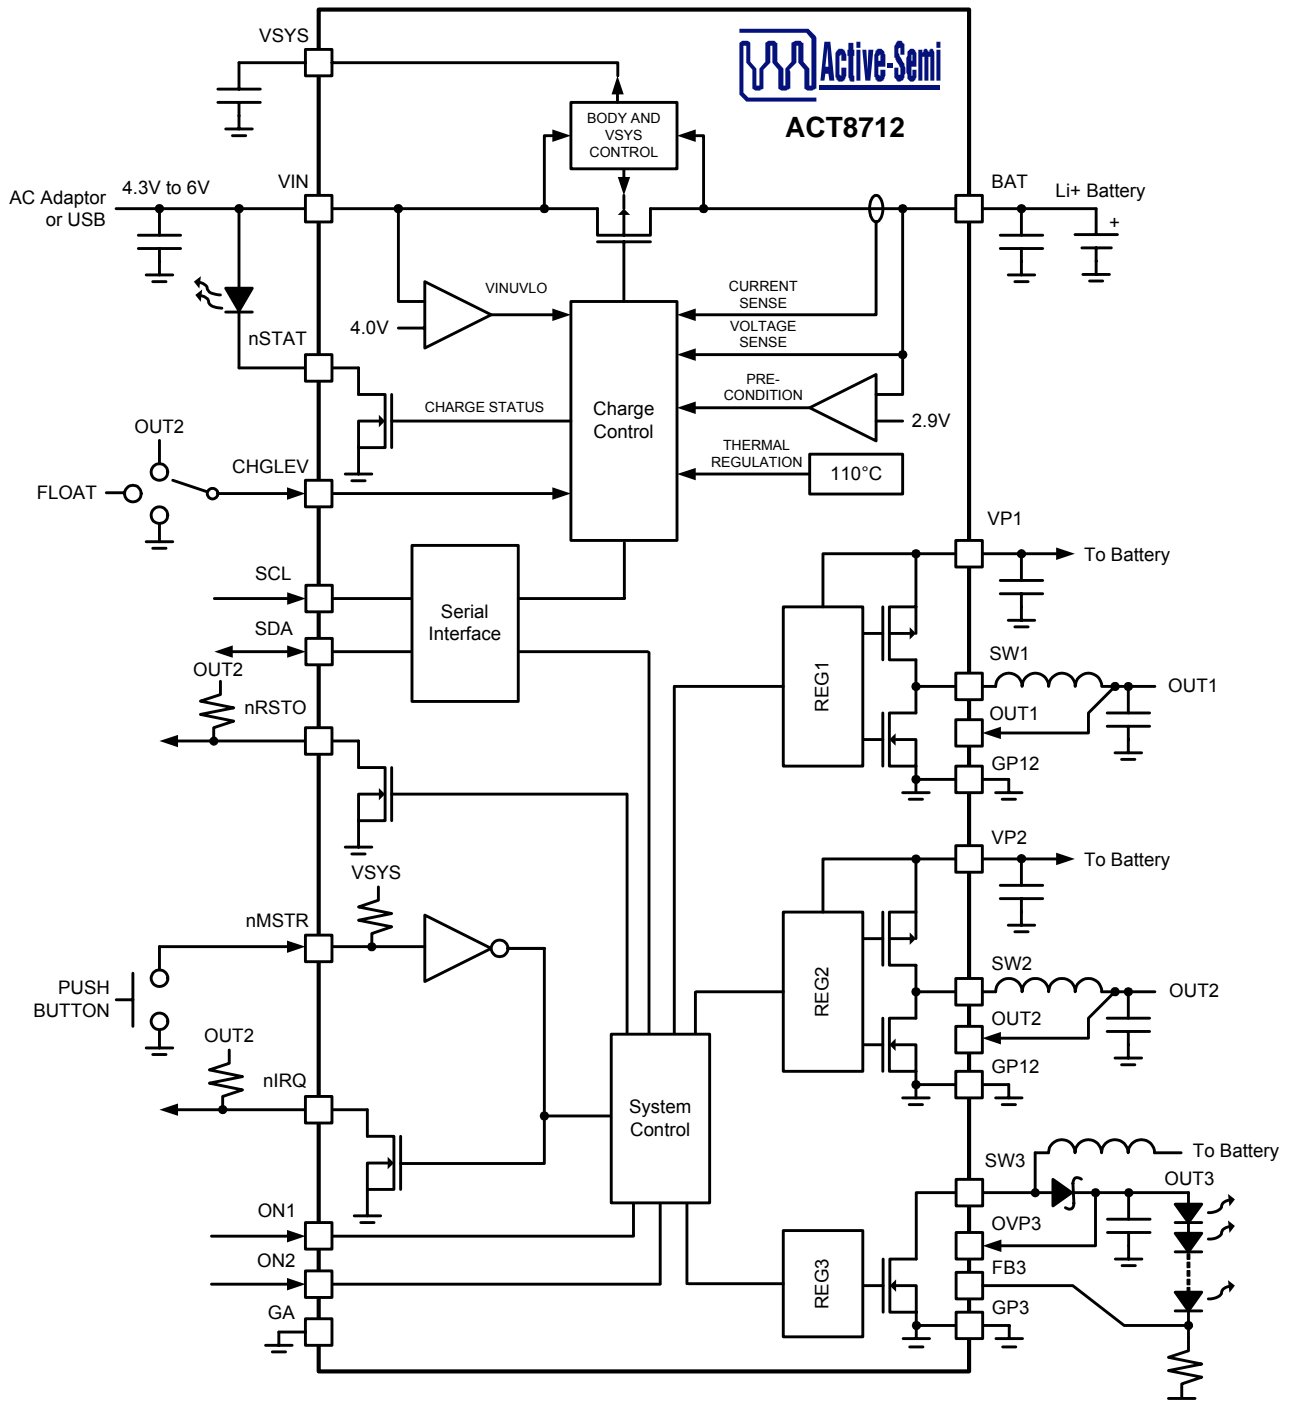 VSYS
Active-Semi
ACT8712
BODY AND
VSYS
CONTROL
AC Adaptor
or USB
4.3V to 6V
VIN
BAT
Li+ Battery
+
VINUVLO
4.0V
CURRENT
SENSE
VOLTAGE
SENSE
nSTAT
PRE-
CONDITION
2.9V
CHARGE STATUS
Charge
Control
THERMAL
REGULATION
110°C
OUT2
CHGLEV
FLOAT
VP1
To Battery
SCL
Serial
Interface
SDA
OUT2
nRSTO
REG1
SW1
OUT1
OUT1
GP12
VSYS
nMSTR
PUSH
BUTTON
VP2
To Battery
REG2
SW2
OUT2
OUT2
GP12
OUT2
nIRQ
System
Control
ON1
ON2
GA
SW3
To Battery
OUT3
OVP3
REG3
FB3
GP3